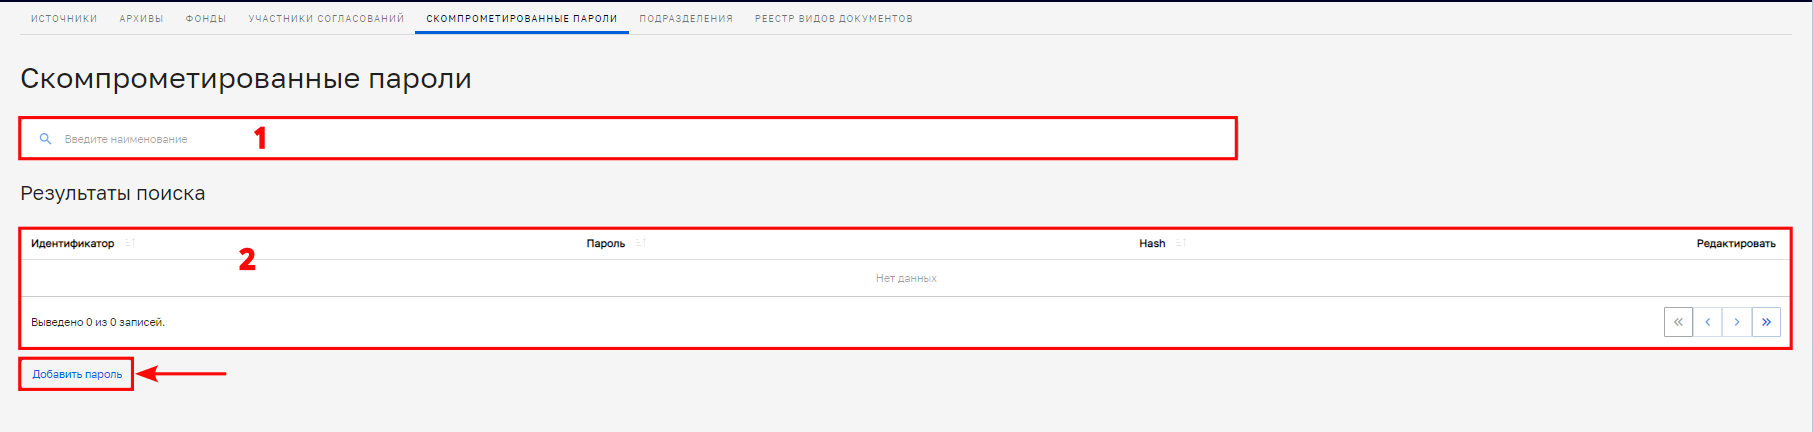 ИСТОЧНИКИ АРХИВЫ ФОНДЫ УЧАСТНИКИ СОГЛАСОВАНИЙ СКОМПРОМЕТИРОВАННЫЕ ПАРОЛИ ПОДРАЗДЕЛЕНИЯ РЕЕСТР ВИДОВ ДОКУМЕНТОВ
Скомпрометированные пароли
Введите наименование 1
Результаты поиска
Идентификатор Пароль Hash Редактировать
2
Нет данных
Выведено 0 из 0 записей. « ‹ › »
Добавить пароль